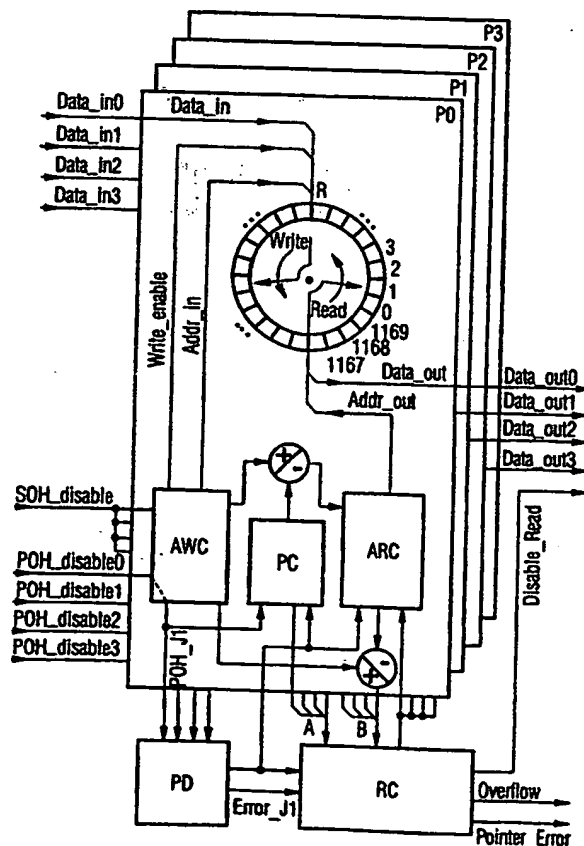 P3
P2
P1
P0
Data_in0
Data_in
Data_in1
Data_in2
Data_in3
R
Write
Read
3
2
1
0
1169
1168
1167
Write_enable
Addr_in
Data_out
Data_out0
Addr_out
Data_out1
Data_out2
Data_out3
+
-
SOH_disable
AWC
PC
ARC
Disable_Read
POH_disable0
POH_disable1
POH_disable2
POH_disable3
POH_J1
+
-
A
B
PD
Error_J1
RC
Overflow
Pointer_Error